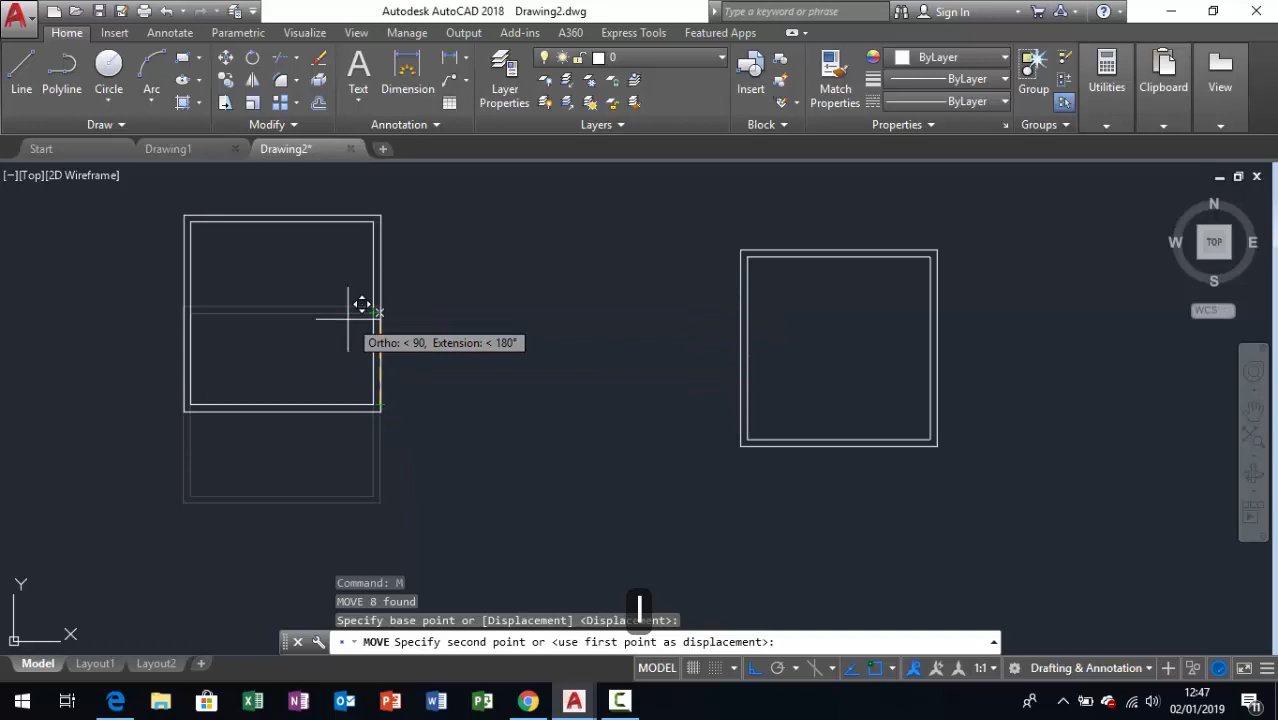 Autodesk AutoCAD 2018 Drawing2.dwg
Type a keyword or phrase
Sign In
Home Insert Annotate Parametric Visualize View Manage Output Add-ins A360 Express Tools Featured Apps
Line Polyline Circle Arc
Text Dimension
Layer Properties
0
Insert
Match Properties
ByLayer
ByLayer
ByLayer
Group
Utilities
Clipboard
View
Draw Modify Annotation Layers Block Properties Groups
Start Drawing1 Drawing2*
[−][Top][2D Wireframe]
N
W TOP E
S
WCS
Ortho: < 90, Extension: < 180°
Y
X
Command: M
MOVE 8 found
Specify base point or [Displacement] <Displacement>:
MOVE Specify second point or <use first point as displacement>:
Model Layout1 Layout2
MODEL
1:1
Drafting & Annotation
12:47
02/01/2019
11